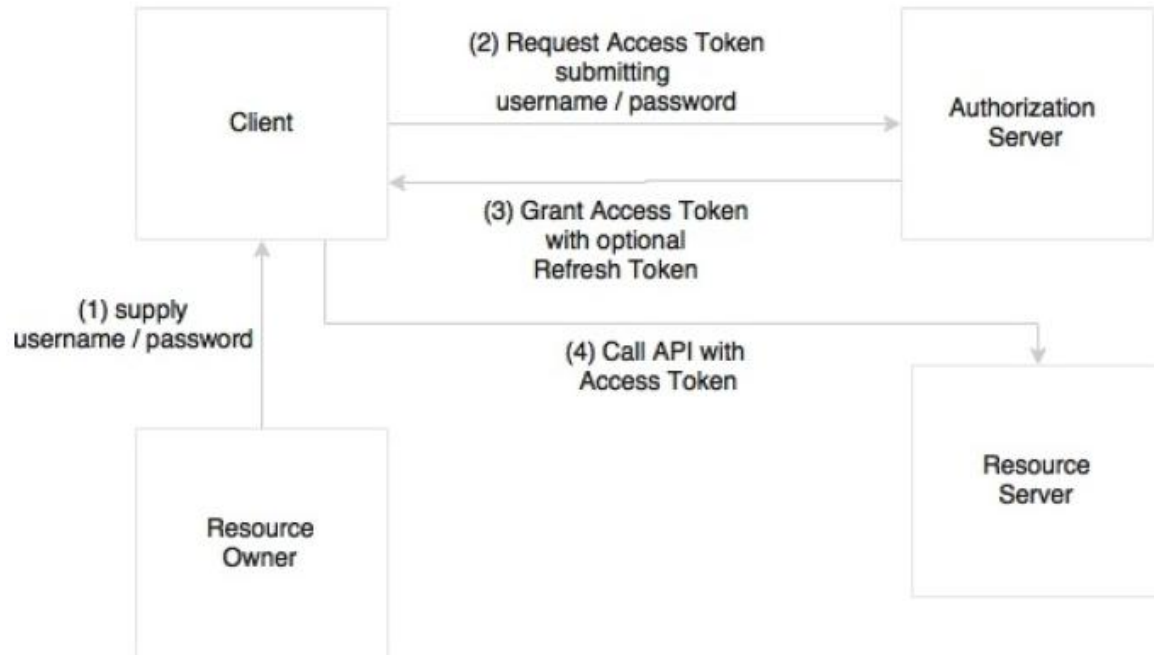 (2) Request Access Token
submitting
username / password
Client
Authorization
Server
(3) Grant Access Token
with optional
Refresh Token
(1) supply
username / password
(4) Call API with
Access Token
Resource
Server
Resource
Owner